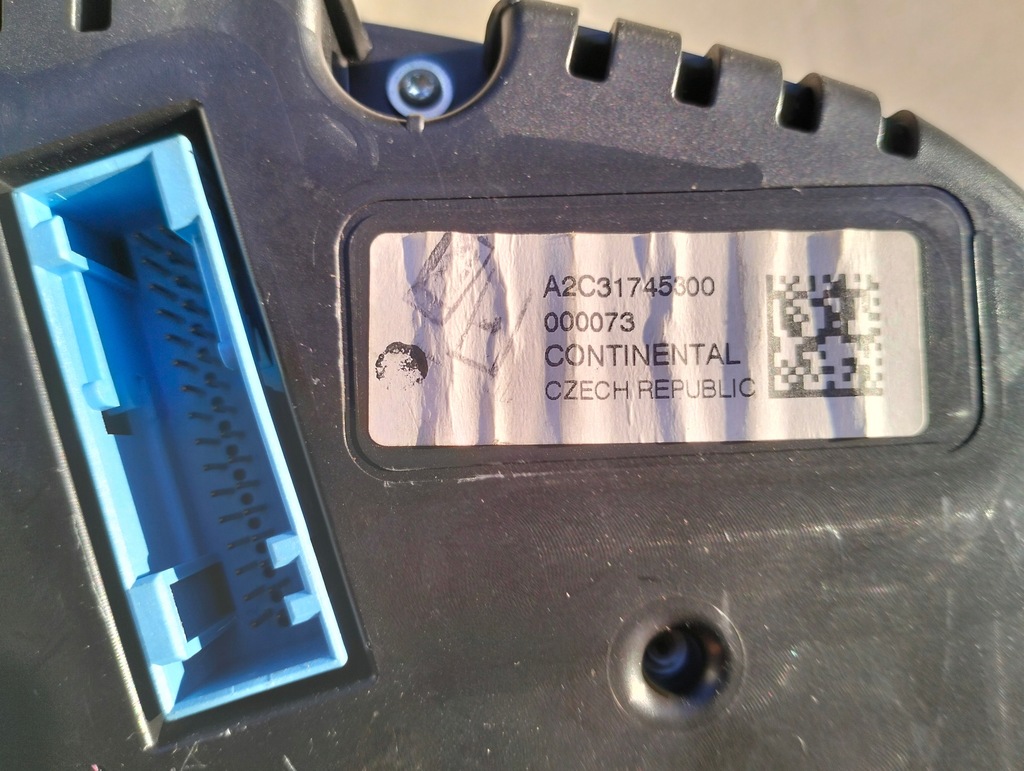 A2C31745300
000073
CONTINENTAL
CZECH REPUBLIC